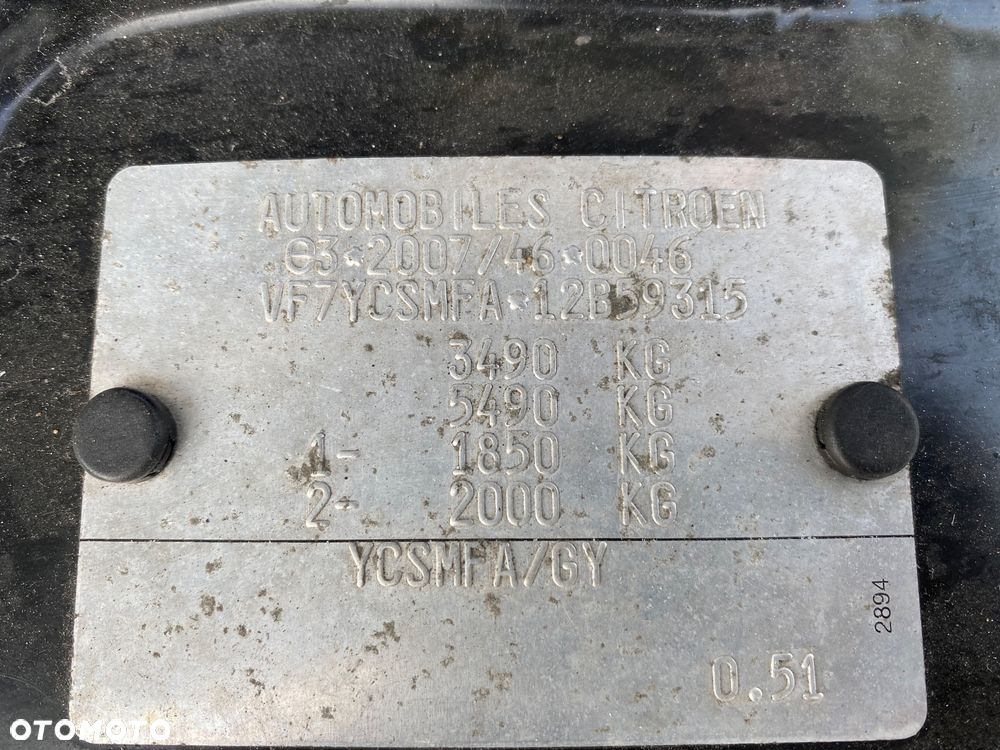 AUTOMOBILES CITROEN
e3*2007/46*0046
VF7YCSMFA*12B59315
3490 KG
5490 KG
1- 1850 KG
2- 2000 KG
YCSMFA/GY
2894
0.51
OTOMOTO
OTOMOTO